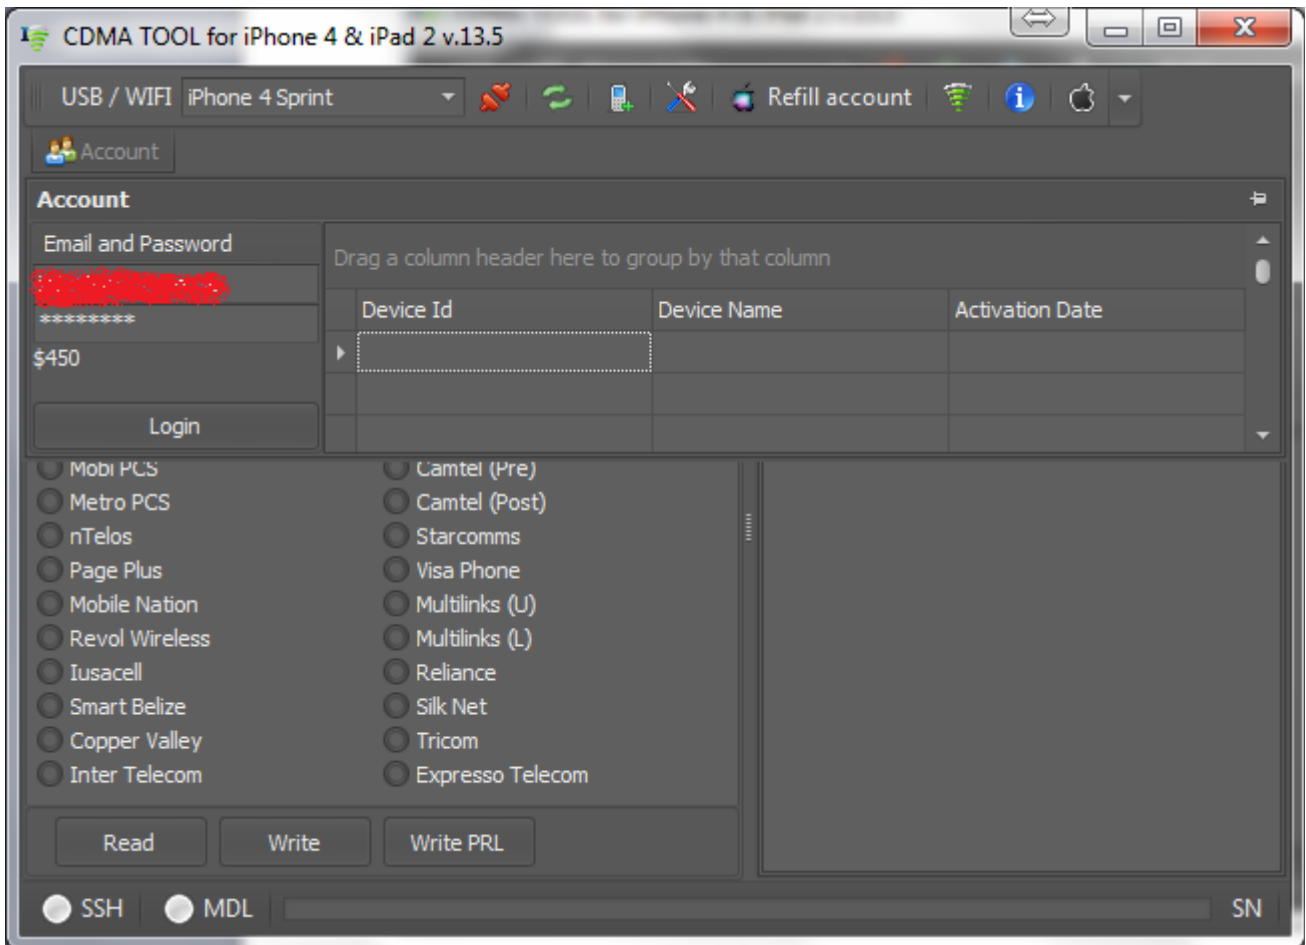 CDMA TOOL for iPhone 4 & iPad 2 v.13.5
USB / WIFI iPhone 4 Sprint Refill account
Account
Account
Email and Password
Drag a column header here to group by that column
Device Id Device Name Activation Date
********
$450
Login
Mobi PCS Camtel (Pre)
Metro PCS Camtel (Post)
nTelos Starcomms
Page Plus Visa Phone
Mobile Nation Multilinks (U)
Revol Wireless Multilinks (L)
Iusacell Reliance
Smart Belize Silk Net
Copper Valley Tricom
Inter Telecom Expresso Telecom
Read Write Write PRL
SSH MDL SN